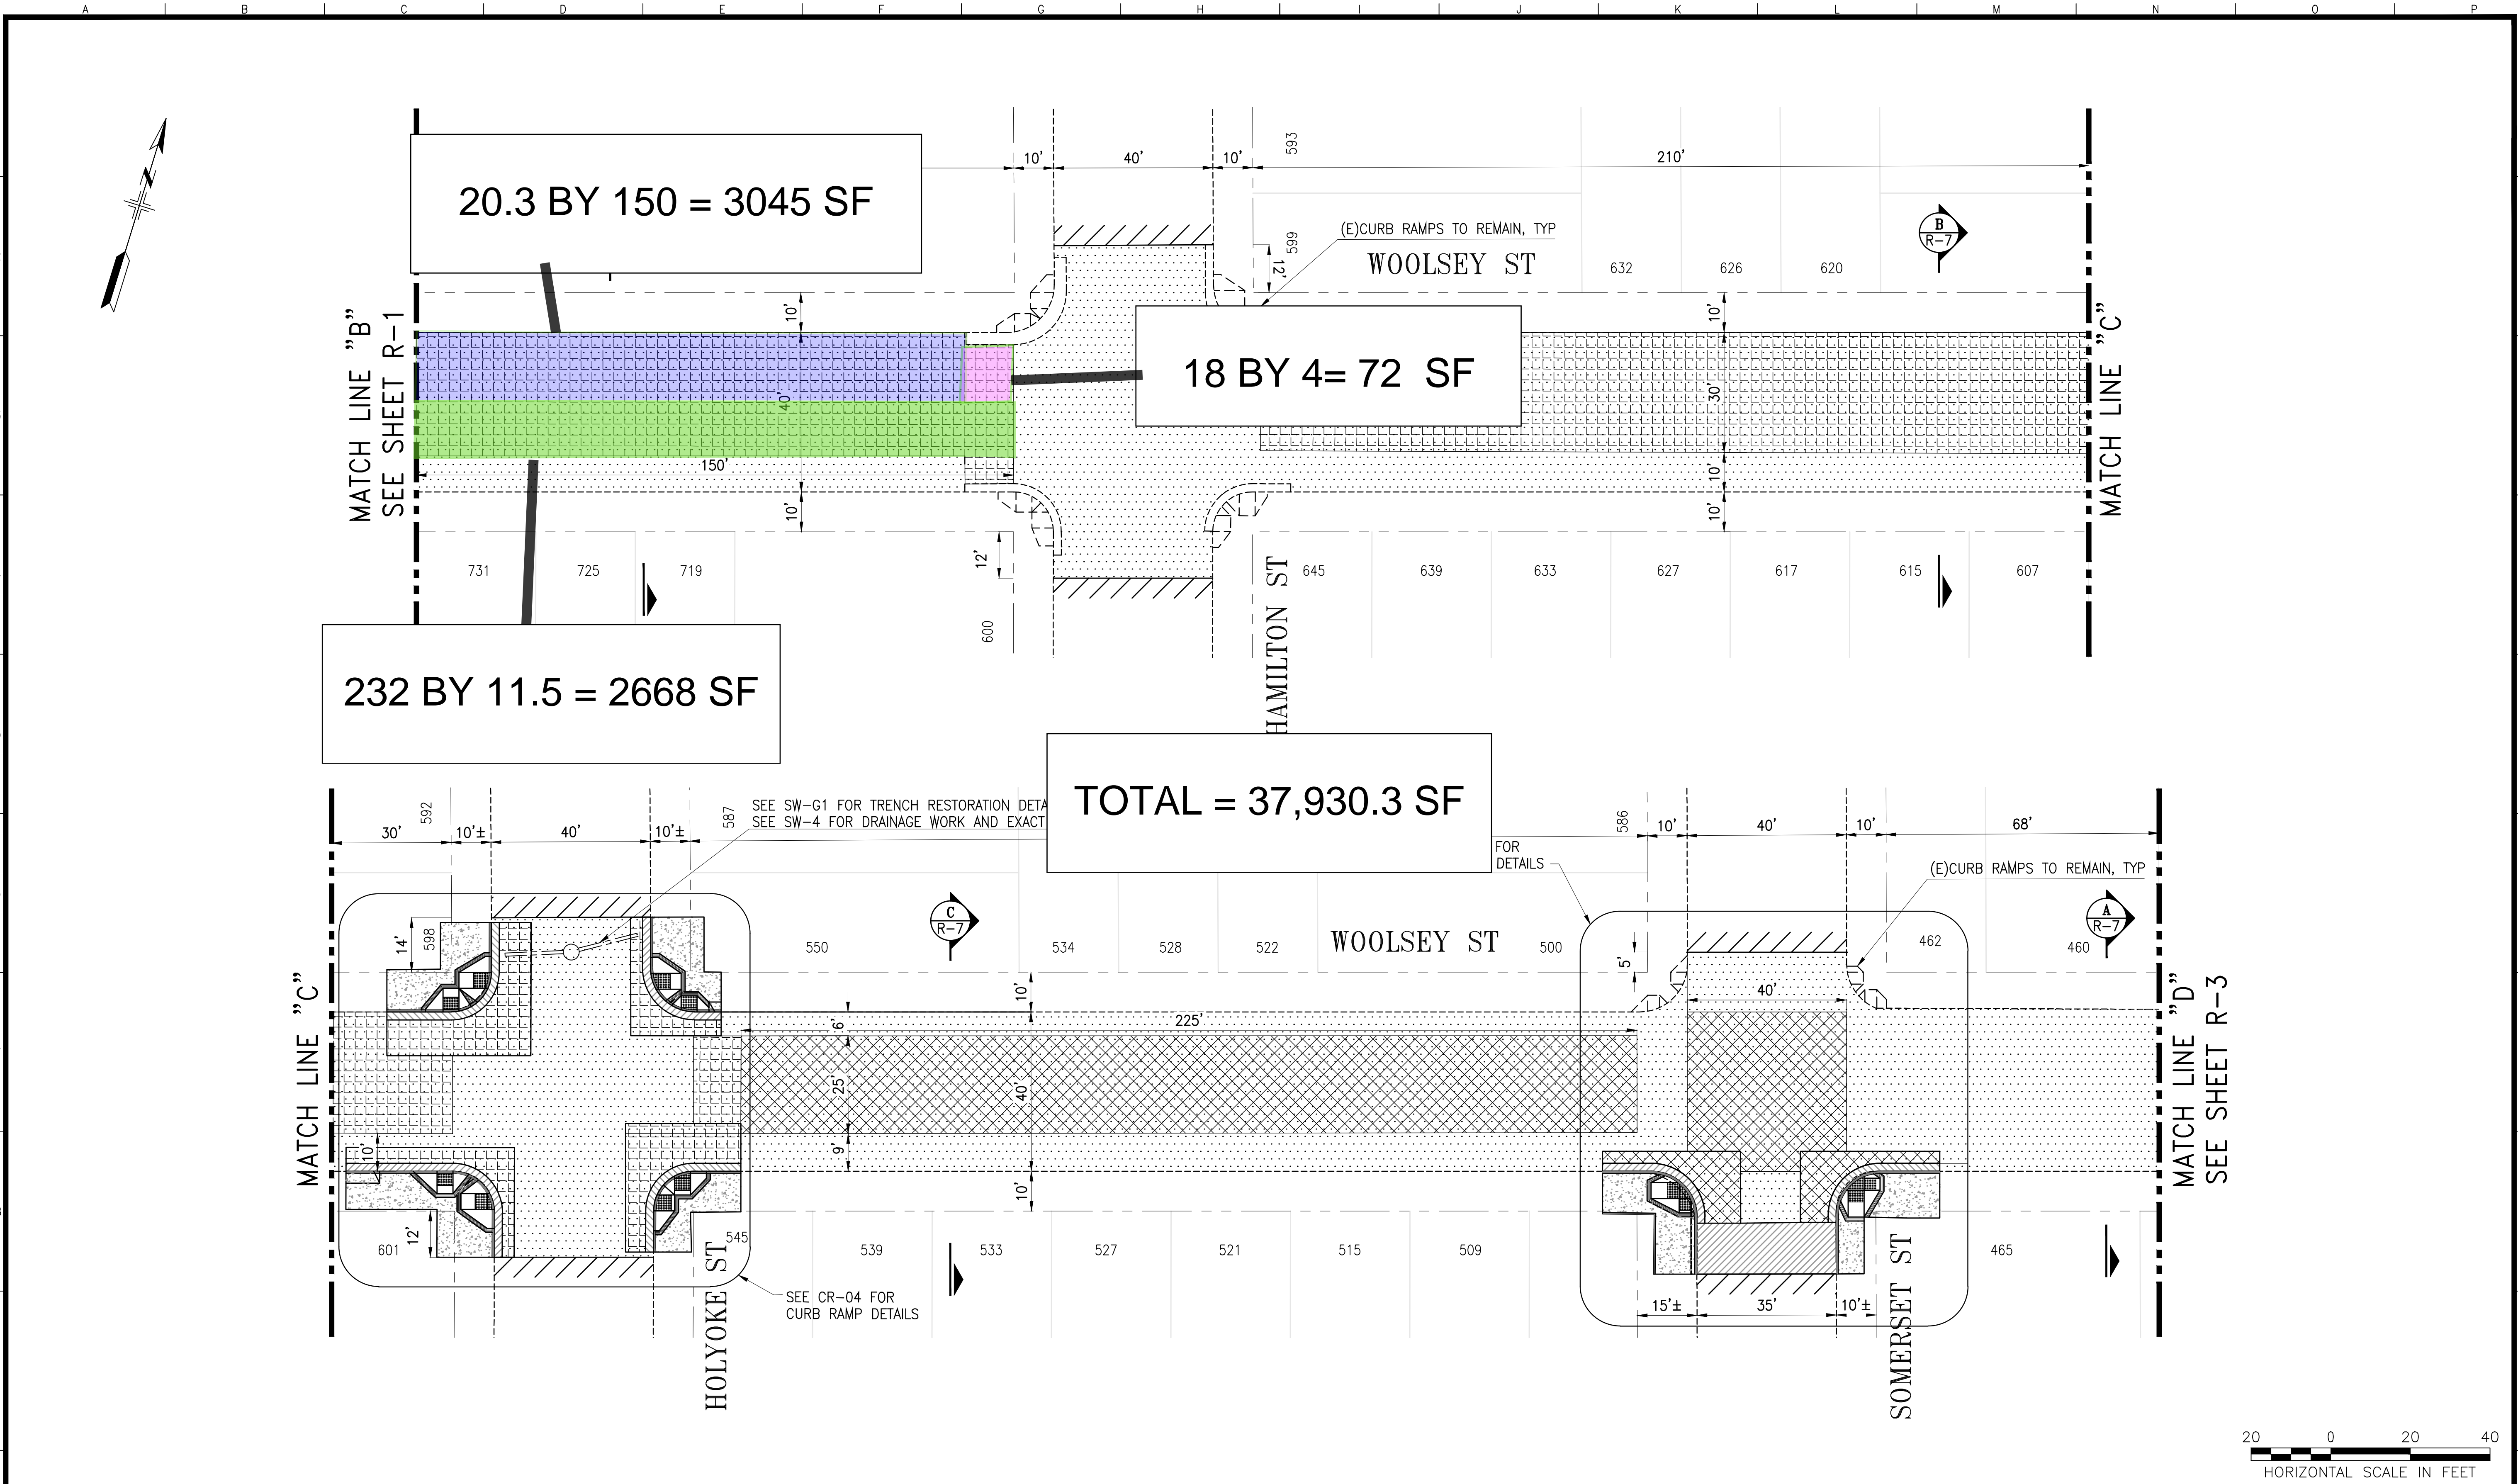 A B C D E F G H I J K L M N O P
N
593
10' 40' 10' 210'
20.3 BY 150 = 3045 SF
(E)CURB RAMPS TO REMAIN, TYP
599
12'
WOOLSEY ST
632 626 620
B
R-7
MATCH LINE "B"
SEE SHEET R-1
10'
40'
10'
150'
18 BY 4= 72 SF
10'
30'
10'
10'
MATCH LINE "C"
731 725 719
12'
600
HAMILTON ST
645 639 633 627 617 615 607
232 BY 11.5 = 2668 SF
TOTAL = 37,930.3 SF
592
587
SEE SW-G1 FOR TRENCH RESTORATION DETA
SEE SW-4 FOR DRAINAGE WORK AND EXACT
586
30' 10'± 40' 10'±
10' 40' 10' 68'
FOR
DETAILS
(E)CURB RAMPS TO REMAIN, TYP
14'
598
550
C
R-7
534 528 522
WOOLSEY ST
500
5'
462 460
A
R-7
MATCH LINE "C"
10'
6'
225'
40'
25'
40'
9'
10'
10'
MATCH LINE "D"
SEE SHEET R-3
601
12'
545 539 533 527 521 515 509
465
HOLYOKE ST
SEE CR-04 FOR
CURB RAMP DETAILS
15'± 35' 10'±
SOMERSET ST
20 0 20 40
HORIZONTAL SCALE IN FEET